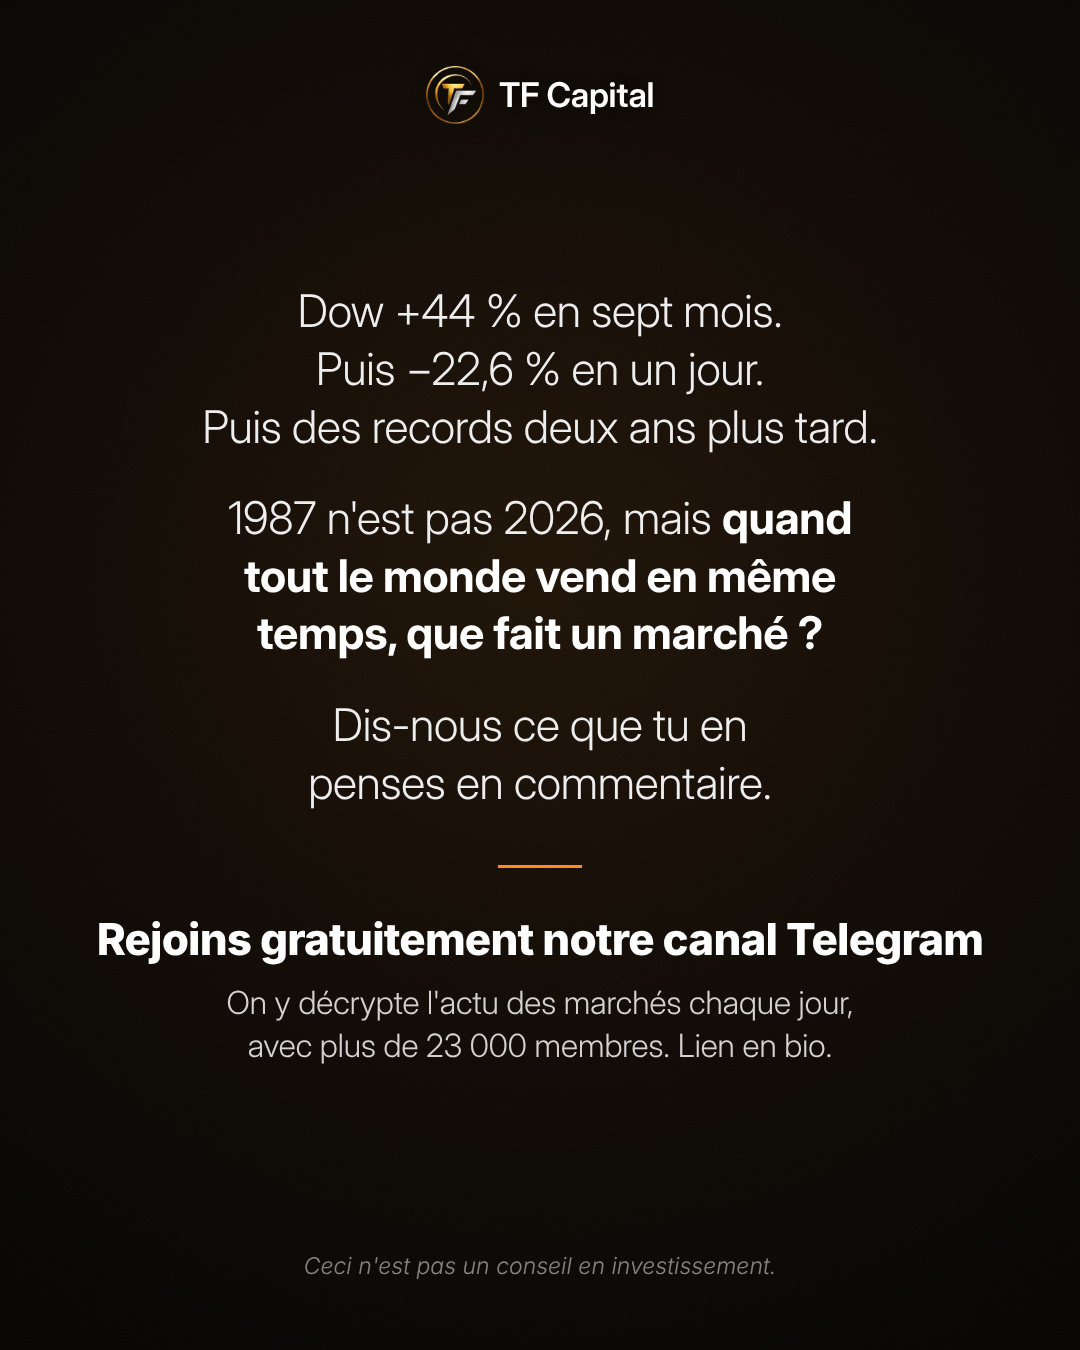 TF TF Capital
Dow +44 % en sept mois.
Puis −22,6 % en un jour.
Puis des records deux ans plus tard.
1987 n'est pas 2026, mais quand
tout le monde vend en même
temps, que fait un marché ?
Dis-nous ce que tu en
penses en commentaire.
Rejoins gratuitement notre canal Telegram
On y décrypte l'actu des marchés chaque jour,
avec plus de 23 000 membres. Lien en bio.
Ceci n'est pas un conseil en investissement.